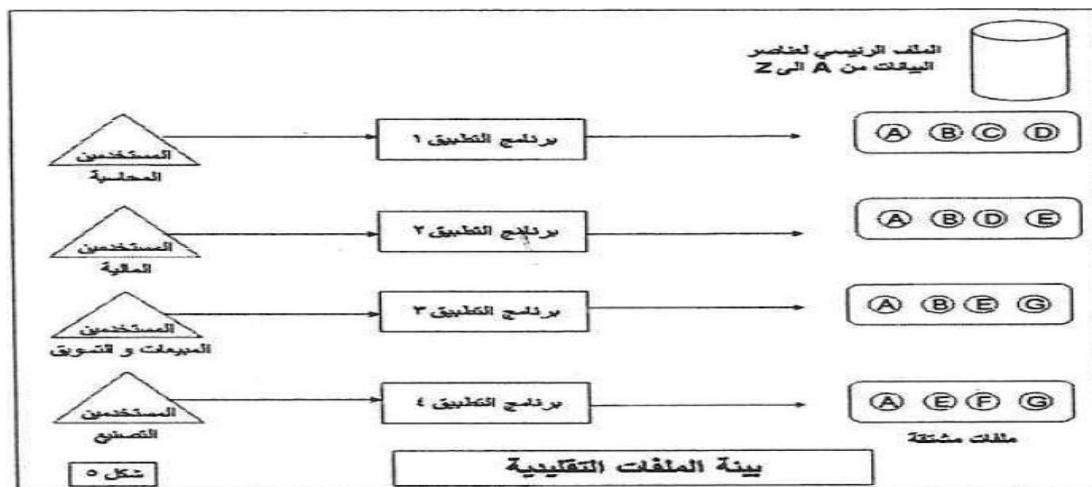 الملف الرئيسي لعناصر
البيانات من A الى Z
المستخدمين
المحاسبة
برنامج التطبيق ١
A B C D
المستخدمين
المالية
برنامج التطبيق ٢
A B D E
المستخدمين
المبيعات و التسويق
برنامج التطبيق ٣
A B E G
المستخدمين
التصنيع
برنامج التطبيق ٤
A E F G
ملفات مشتقة
بيئة الملفات التقليدية
شكل ٥